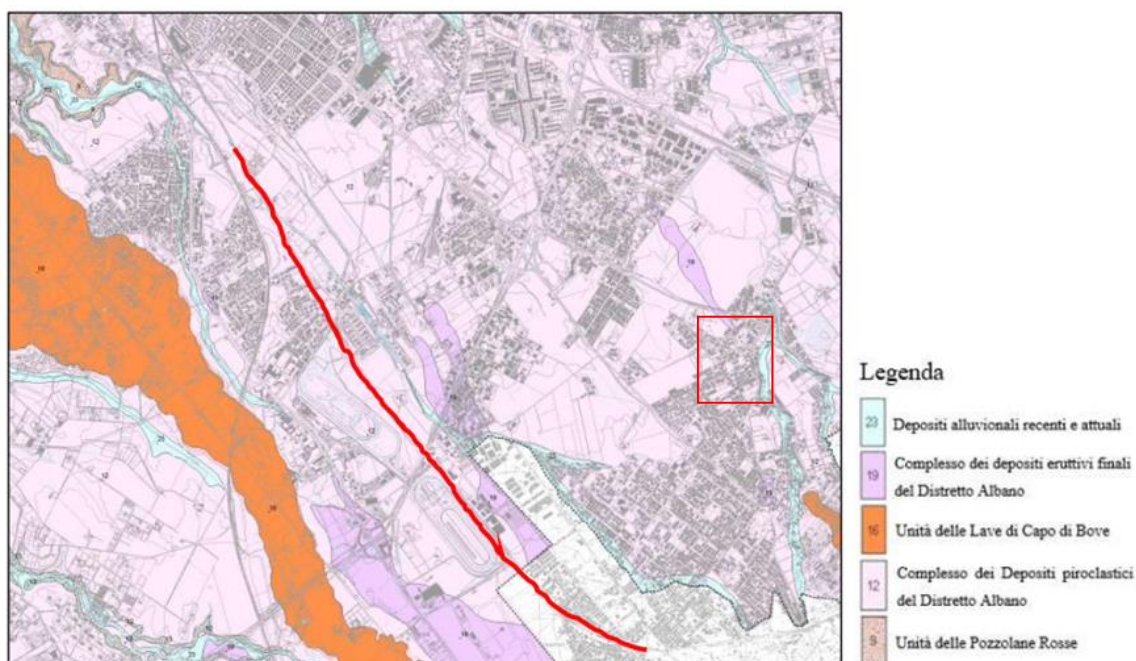 Legenda
23 Depositi alluvionali recenti e attuali
19 Complesso dei depositi eruttivi finali
del Distretto Albano
16 Unità delle Lave di Capo di Bove
12 Complesso dei Depositi piroclastici
del Distretto Albano
9 Unità delle Pozzolane Rosse